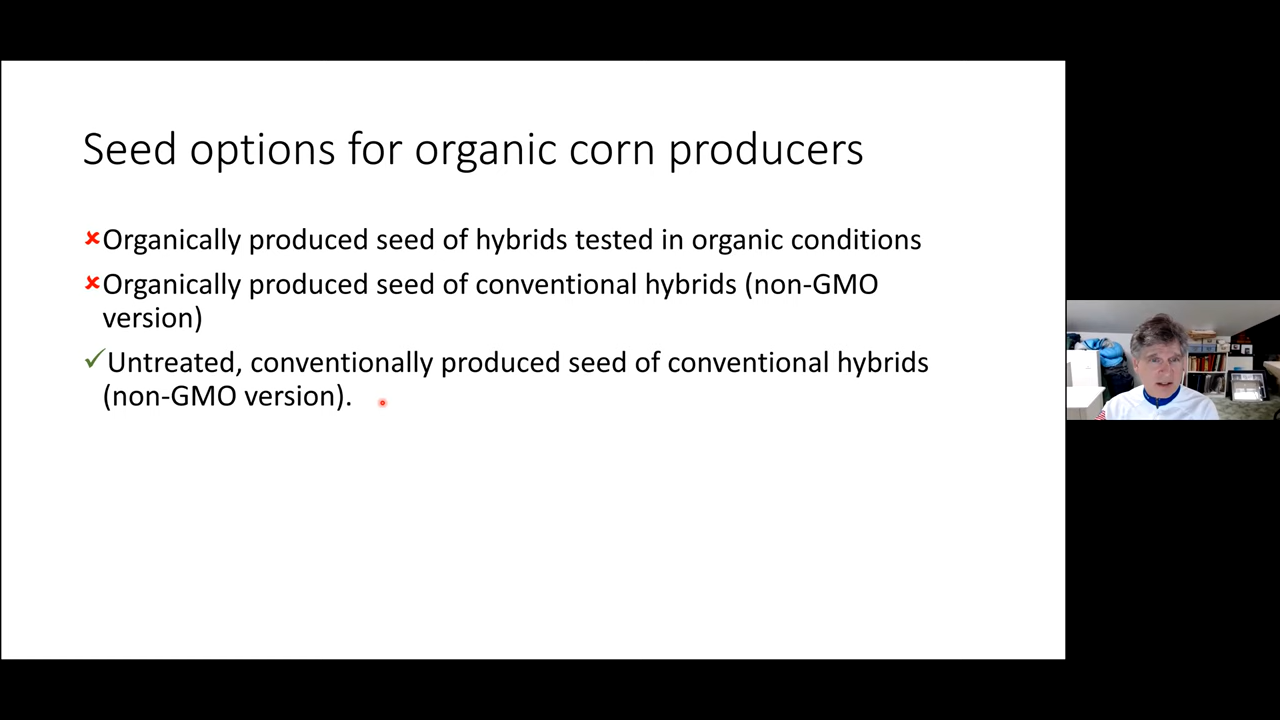 Seed options for organic corn producers
✘Organically produced seed of hybrids tested in organic conditions
✘Organically produced seed of conventional hybrids (non-GMO
version)
✓Untreated, conventionally produced seed of conventional hybrids
(non-GMO version).